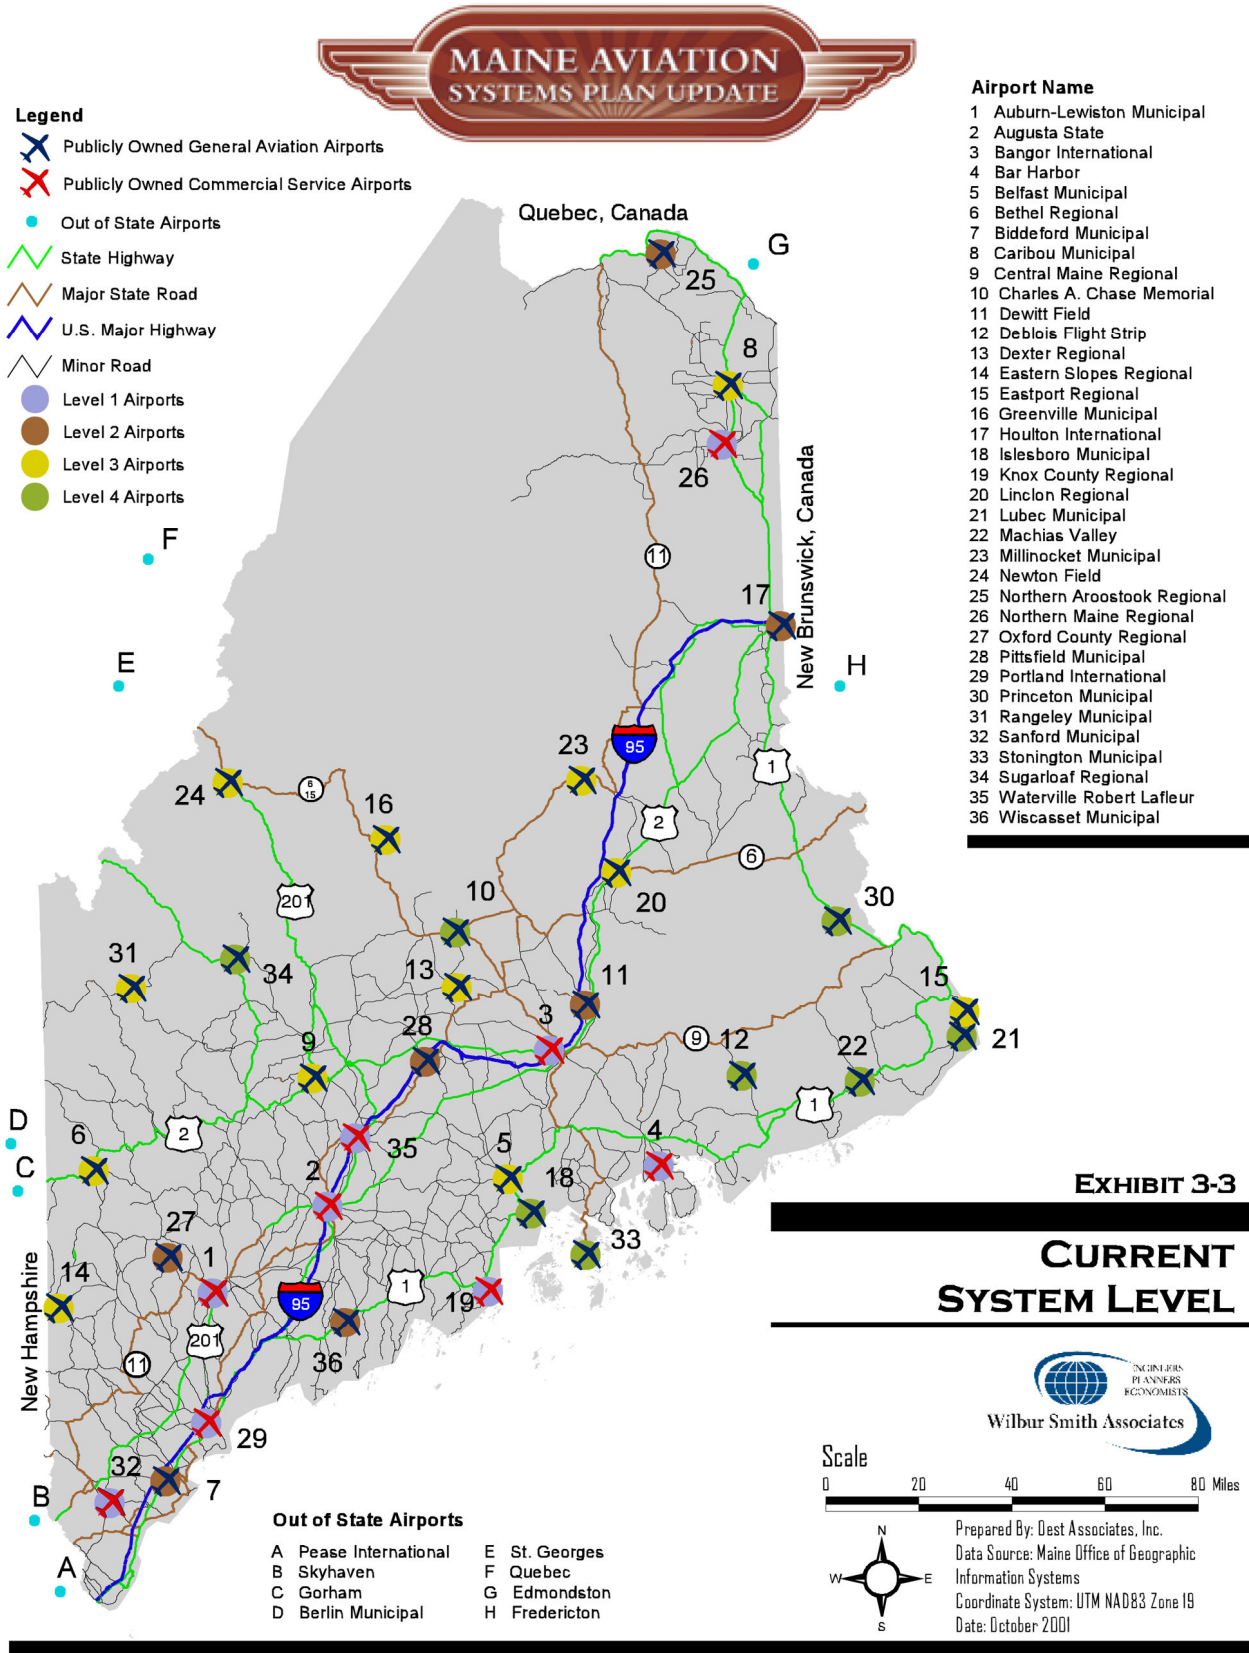 MAINE AVIATION
SYSTEMS PLAN UPDATE
Legend
Publicly Owned General Aviation Airports
Publicly Owned Commercial Service Airports
Out of State Airports
State Highway
Major State Road
U.S. Major Highway
Minor Road
Level 1 Airports
Level 2 Airports
Level 3 Airports
Level 4 Airports
Airport Name
1 Auburn-Lewiston Municipal
2 Augusta State
3 Bangor International
4 Bar Harbor
5 Belfast Municipal
6 Bethel Regional
7 Biddeford Municipal
8 Caribou Municipal
9 Central Maine Regional
10 Charles A. Chase Memorial
11 Dewitt Field
12 Deblois Flight Strip
13 Dexter Regional
14 Eastern Slopes Regional
15 Eastport Regional
16 Greenville Municipal
17 Houlton International
18 Islesboro Municipal
19 Knox County Regional
20 Linclon Regional
21 Lubec Municipal
22 Machias Valley
23 Millinocket Municipal
24 Newton Field
25 Northern Aroostook Regional
26 Northern Maine Regional
27 Oxford County Regional
28 Pittsfield Municipal
29 Portland International
30 Princeton Municipal
31 Rangeley Municipal
32 Sanford Municipal
33 Stonington Municipal
34 Sugarloaf Regional
35 Waterville Robert Lafleur
36 Wiscasset Municipal
Quebec, Canada
G
25
8
26
New Brunswick, Canada
F
11
17
E
H
95
23
1
24
6
15
16
2
6
201
10
20
30
31
34
13
11
15
3
28
9
9
12
22
21
1
D
6
2
35
5
4
C
2
18
27
1
33
New Hampshire
14
95
1
19
201
36
11
29
32
7
B
A
EXHIBIT 3-3
CURRENT
SYSTEM LEVEL
ENGINEERS
PLANNERS
ECONOMISTS
Wilbur Smith Associates
Scale
0 20 40 60 80 Miles
N
W E
S
Prepared By: Dest Associates, Inc.
Data Source: Maine Office of Geographic
Information Systems
Coordinate System: UTM NAD83 Zone 19
Date: October 2001
Out of State Airports
A Pease International
B Skyhaven
C Gorham
D Berlin Municipal
E St. Georges
F Quebec
G Edmondston
H Fredericton